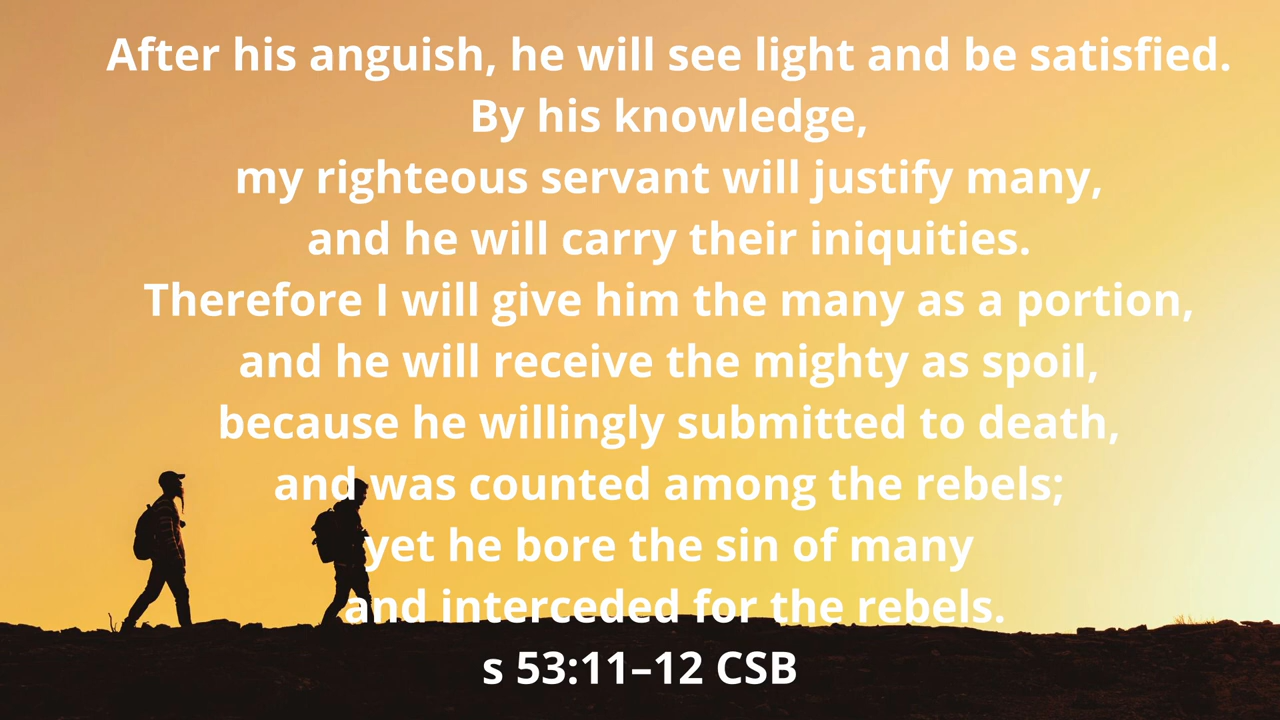 After his anguish, he will see light and be satisfied.
By his knowledge,
my righteous servant will justify many,
and he will carry their iniquities.
Therefore I will give him the many as a portion,
and he will receive the mighty as spoil,
because he willingly submitted to death,
and was counted among the rebels;
yet he bore the sin of many
and interceded for the rebels.
s 53:11–12 CSB